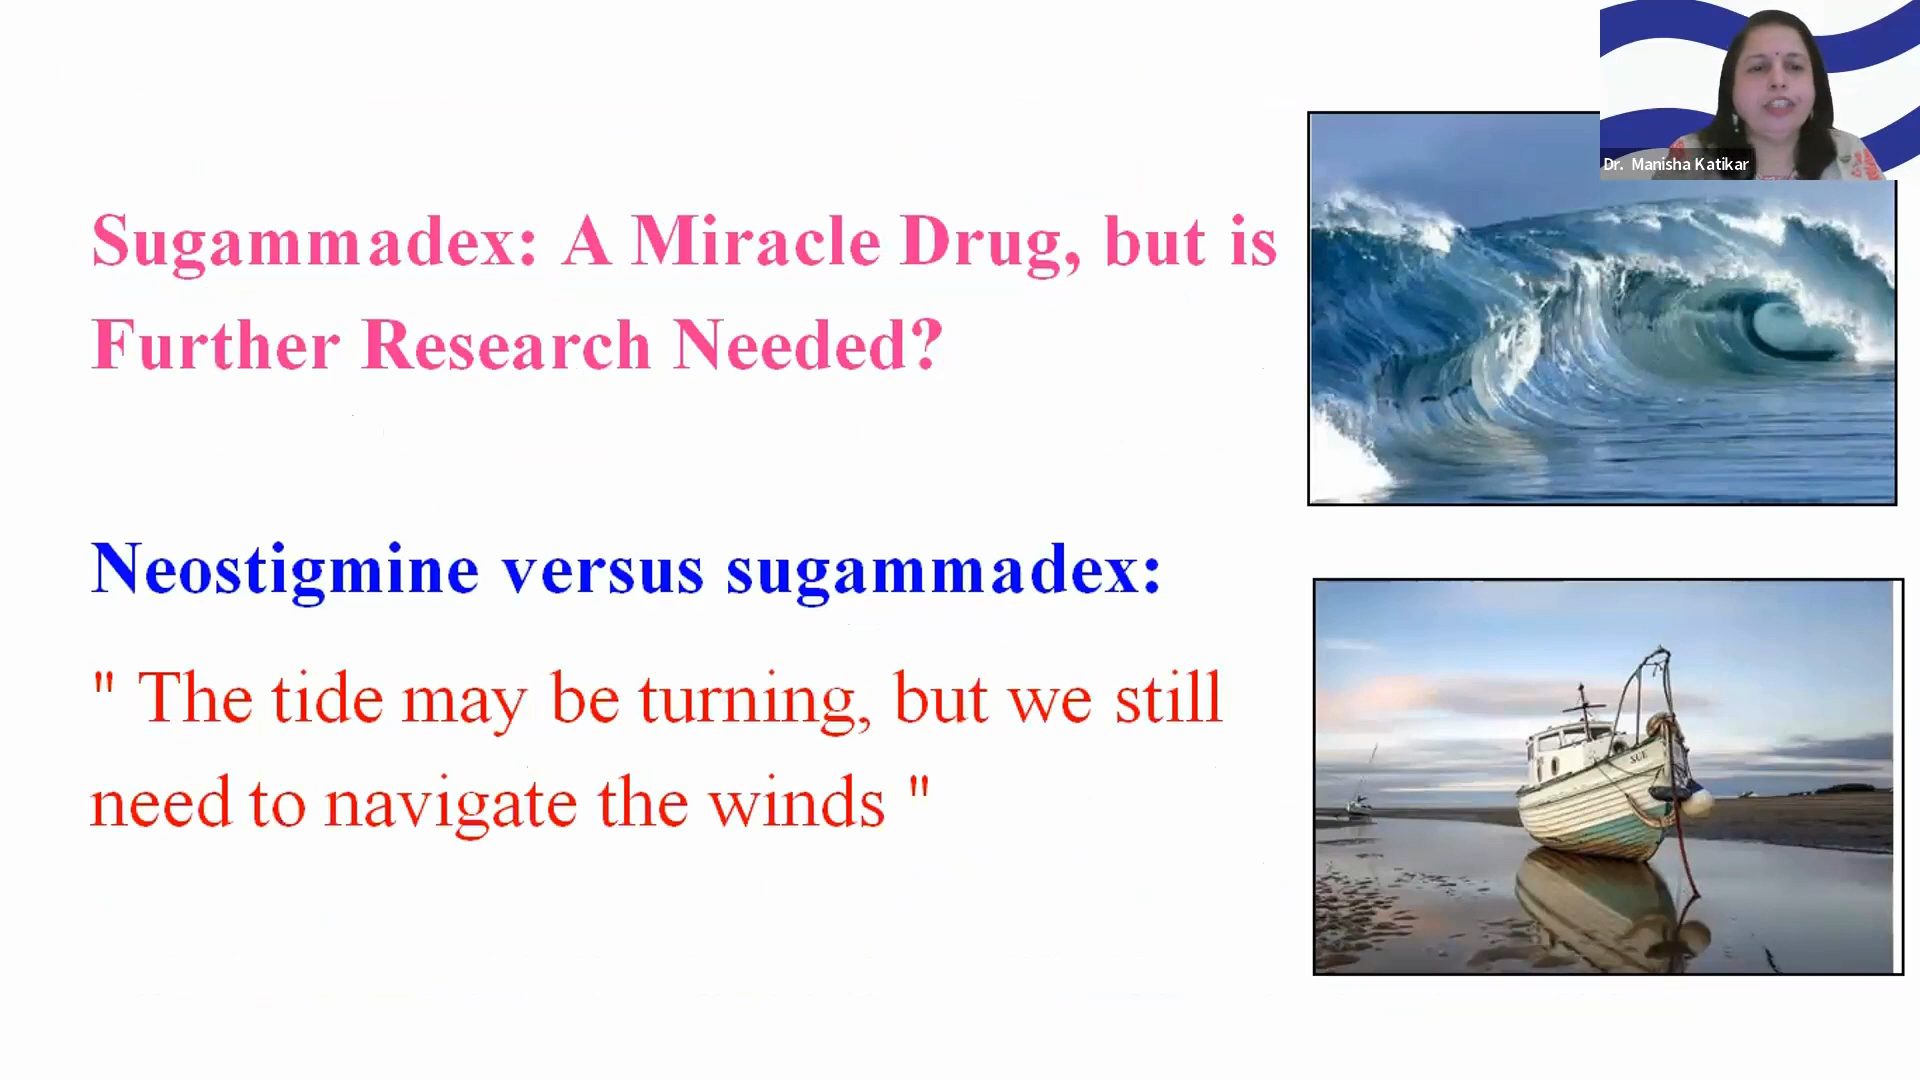 Dr. Manisha Katikar
Sugammadex: A Miracle Drug, but is
Further Research Needed?
Neostigmine versus sugammadex:
" The tide may be turning, but we still
need to navigate the winds "
SUE